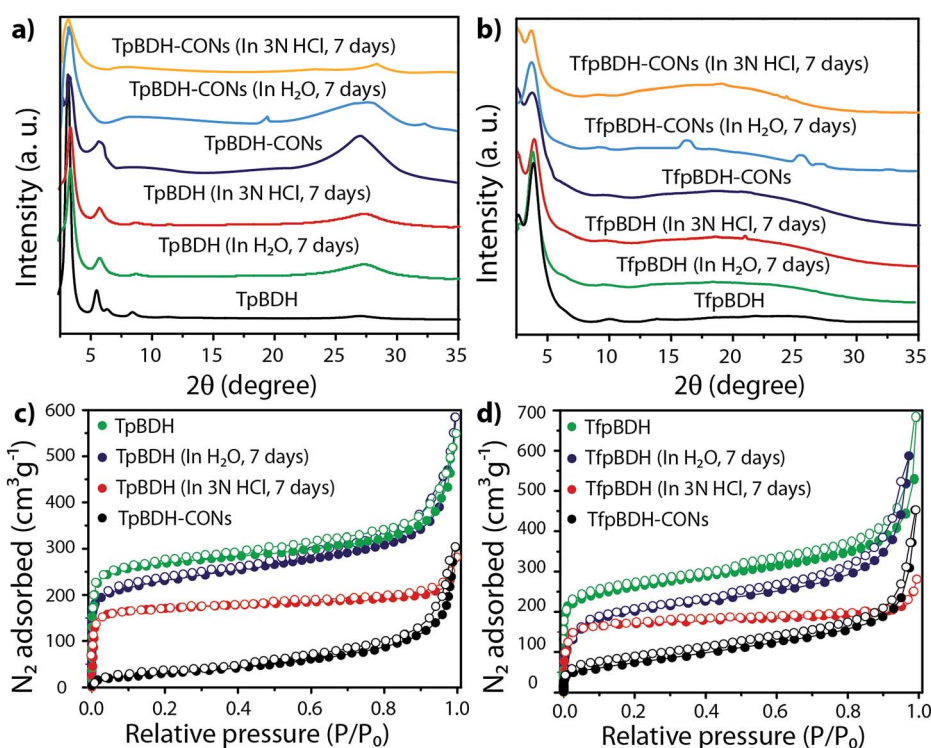 a)
Intensity (a. u.)
TpBDH-CONs (In 3N HCl, 7 days)
TpBDH-CONs (In H₂O, 7 days)
TpBDH-CONs
TpBDH (In 3N HCl, 7 days)
TpBDH (In H₂O, 7 days)
TpBDH
5 10 15 20 25 30 35
2θ (degree)
b)
Intensity (a. u.)
TfpBDH-CONs (In 3N HCl, 7 days)
TfpBDH-CONs (In H₂O, 7 days)
TfpBDH-CONs
TfpBDH (In 3N HCl, 7 days)
TfpBDH (In H₂O, 7 days)
TfpBDH
5 10 15 20 25 30 35
2θ (degree)
c)
N₂ adsorbed (cm³g⁻¹)
600
500
400
300
200
100
0
TpBDH
TpBDH (In H₂O, 7 days)
TpBDH (In 3N HCl, 7 days)
TpBDH-CONs
0.0 0.2 0.4 0.6 0.8 1.0
Relative pressure (P/P₀)
d)
N₂ adsorbed (cm³g⁻¹)
700
600
500
400
300
200
100
0
TfpBDH
TfpBDH (In H₂O, 7 days)
TfpBDH (In 3N HCl, 7 days)
TfpBDH-CONs
0.0 0.2 0.4 0.6 0.8 1.0
Relative pressure (P/P₀)